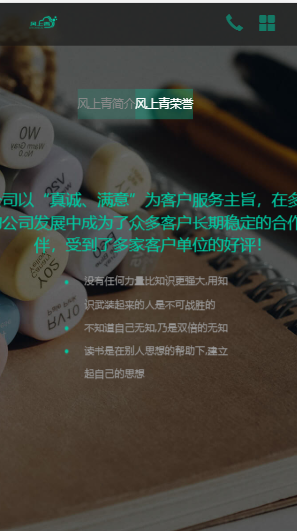 风上青
风上青简介风上青荣誉
公司以“真诚、满意”为客户服务主旨，在多
的公司发展中成为了众多客户长期稳定的合作
伴，受到了多家客户单位的好评！
没有任何力量比知识更强大,用知
识武装起来的人是不可战胜的
不知道自己无知,乃是双倍的无知
读书是在别人思想的帮助下,建立
起自己的思想
OW
YOS
RV10